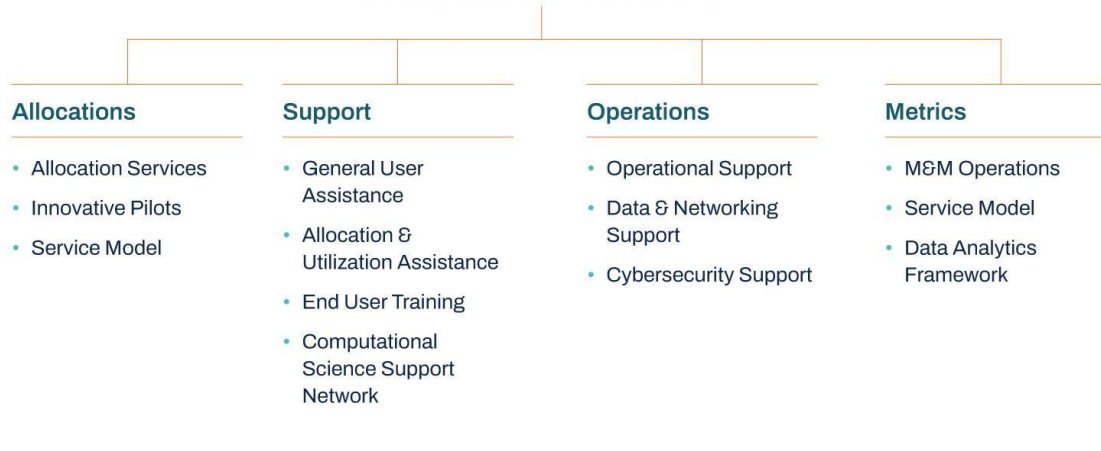 Allocations
• Allocation Services
• Innovative Pilots
• Service Model
Support
• General User
Assistance
• Allocation &
Utilization Assistance
• End User Training
• Computational
Science Support
Network
Operations
• Operational Support
• Data & Networking
Support
• Cybersecurity Support
Metrics
• M&M Operations
• Service Model
• Data Analytics
Framework